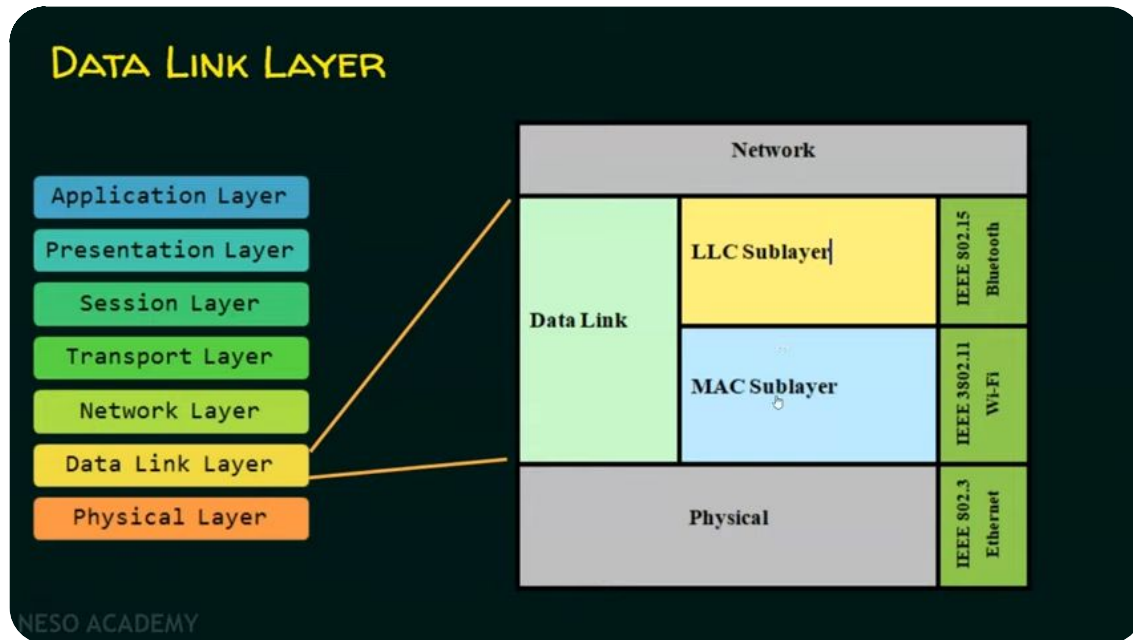 DATA LINK LAYER
Application Layer
Presentation Layer
Session Layer
Transport Layer
Network Layer
Data Link Layer
Physical Layer
Network
Data Link
LLC Sublayer
MAC Sublayer
Physical
IEEE 802.15
Bluetooth
IEEE 3802.11
Wi-Fi
IEEE 802.3
Ethernet
NESO ACADEMY